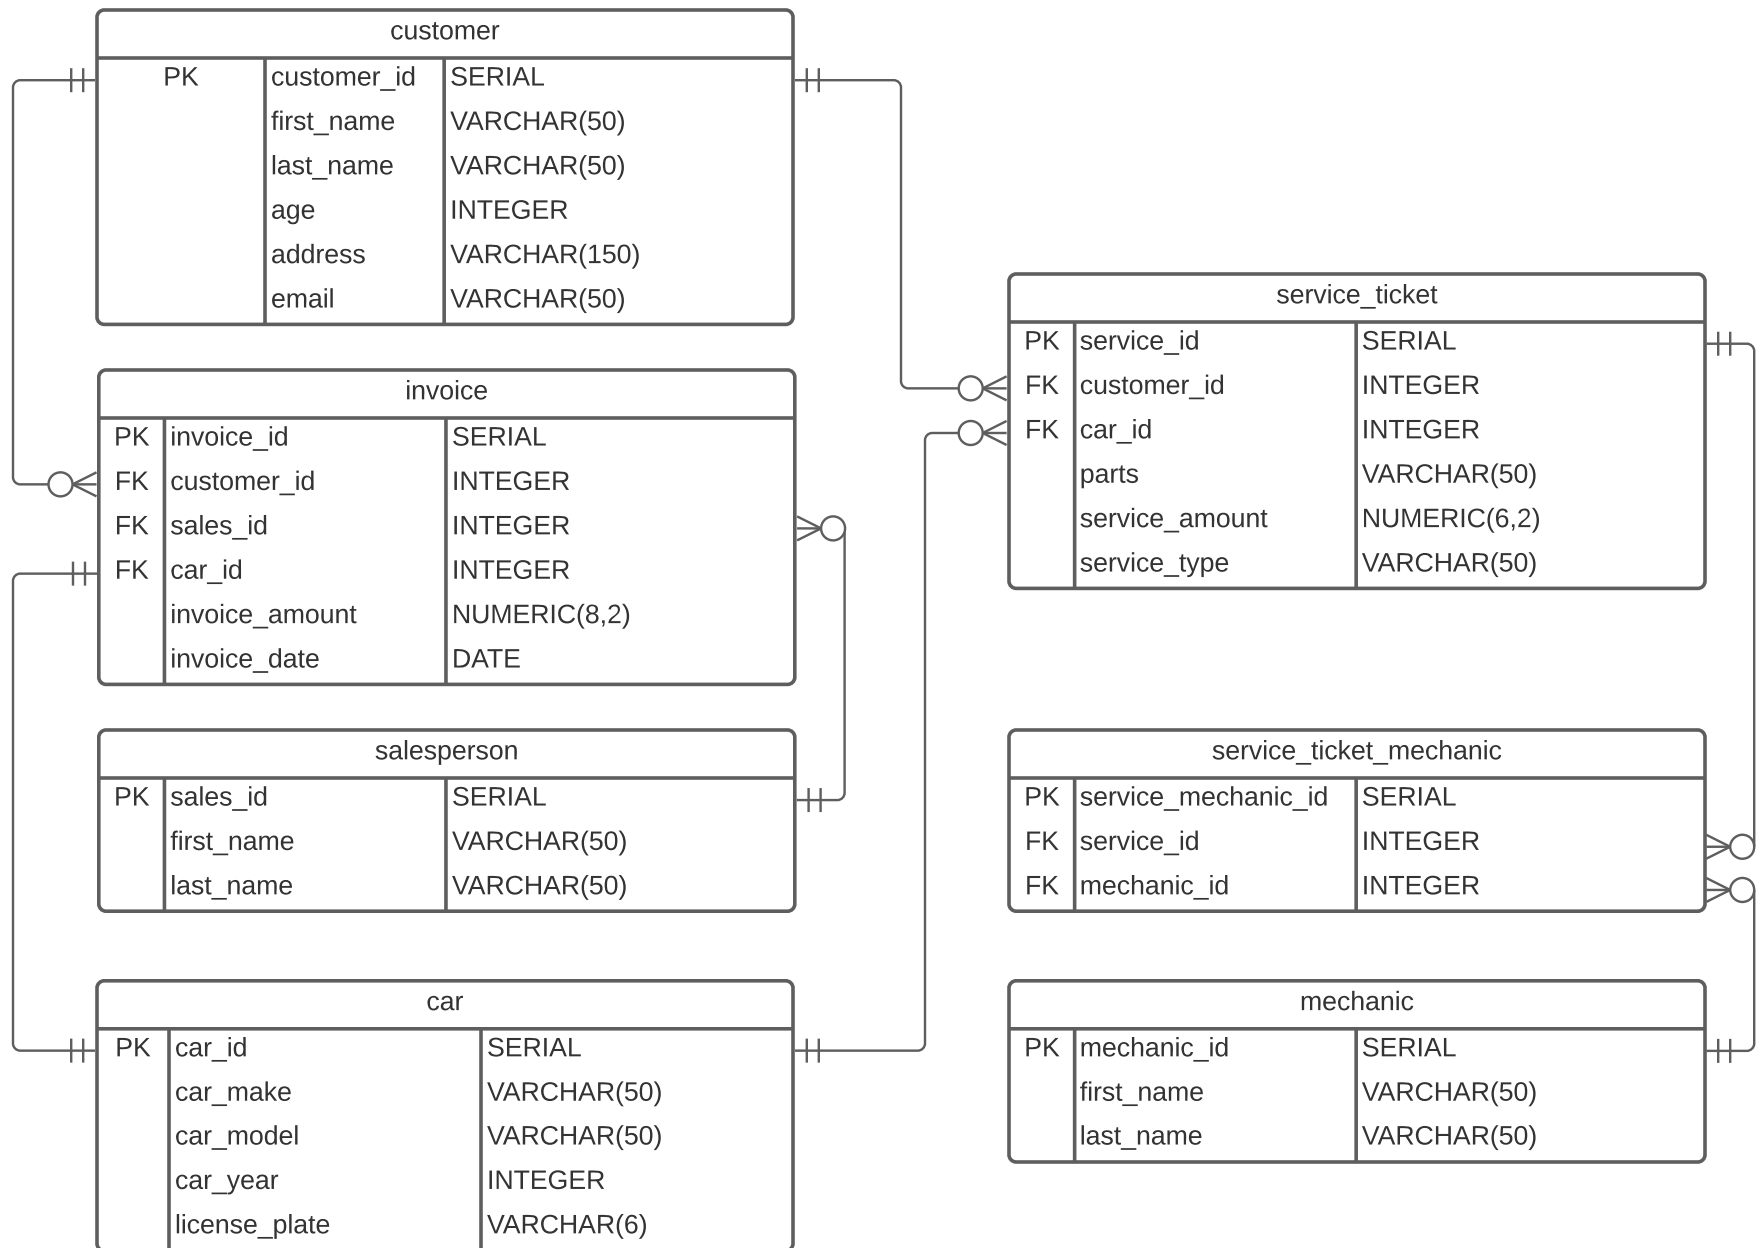 customer
PK customer_id SERIAL
first_name VARCHAR(50)
last_name VARCHAR(50)
age INTEGER
address VARCHAR(150)
email VARCHAR(50)
invoice
PK invoice_id SERIAL
FK customer_id INTEGER
FK sales_id INTEGER
FK car_id INTEGER
invoice_amount NUMERIC(8,2)
invoice_date DATE
salesperson
PK sales_id SERIAL
first_name VARCHAR(50)
last_name VARCHAR(50)
car
PK car_id SERIAL
car_make VARCHAR(50)
car_model VARCHAR(50)
car_year INTEGER
license_plate VARCHAR(6)
service_ticket
PK service_id SERIAL
FK customer_id INTEGER
FK car_id INTEGER
parts VARCHAR(50)
service_amount NUMERIC(6,2)
service_type VARCHAR(50)
service_ticket_mechanic
PK service_mechanic_id SERIAL
FK service_id INTEGER
FK mechanic_id INTEGER
mechanic
PK mechanic_id SERIAL
first_name VARCHAR(50)
last_name VARCHAR(50)